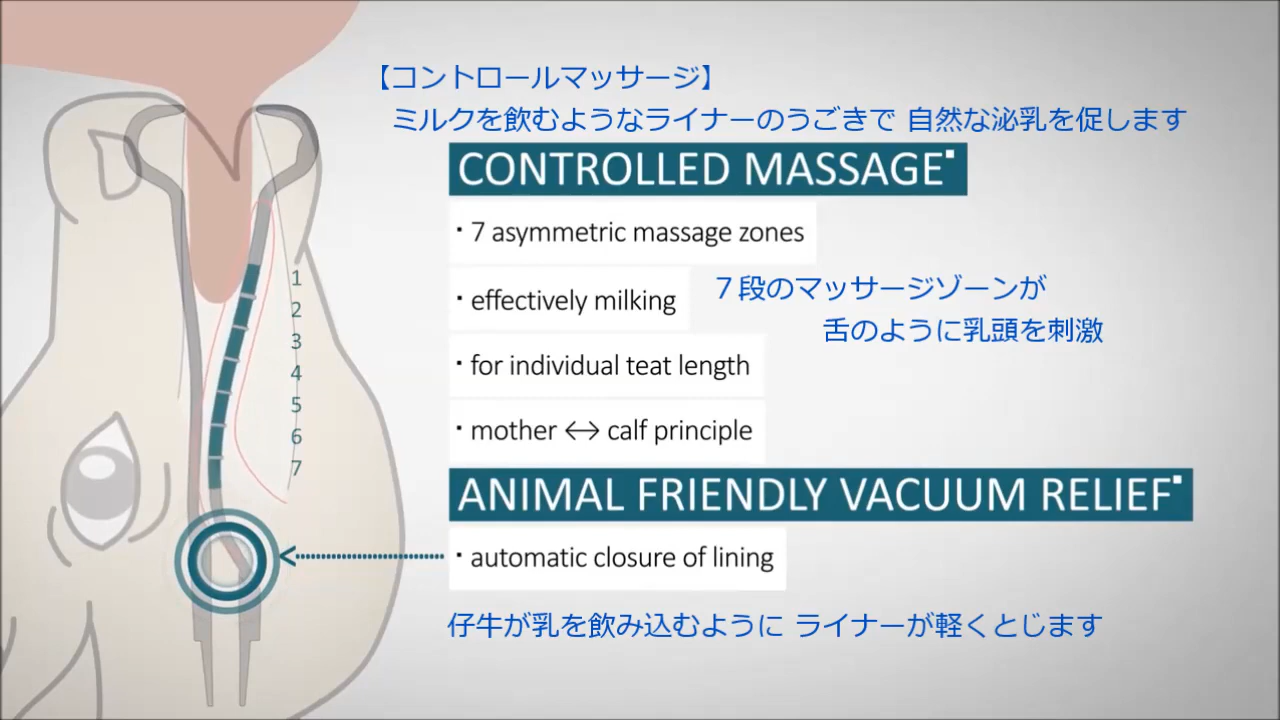 【コントロールマッサージ】
ミルクを飲むようなライナーのうごきで 自然な泌乳を促します
CONTROLLED MASSAGE
· 7 asymmetric massage zones
· effectively milking
７段のマッサージゾーンが
舌のように乳頭を刺激
· for individual teat length
· mother ↔ calf principle
ANIMAL FRIENDLY VACUUM RELIEF
· automatic closure of lining
仔牛が乳を飲み込むように ライナーが軽くとじます
1
2
3
4
5
6
7